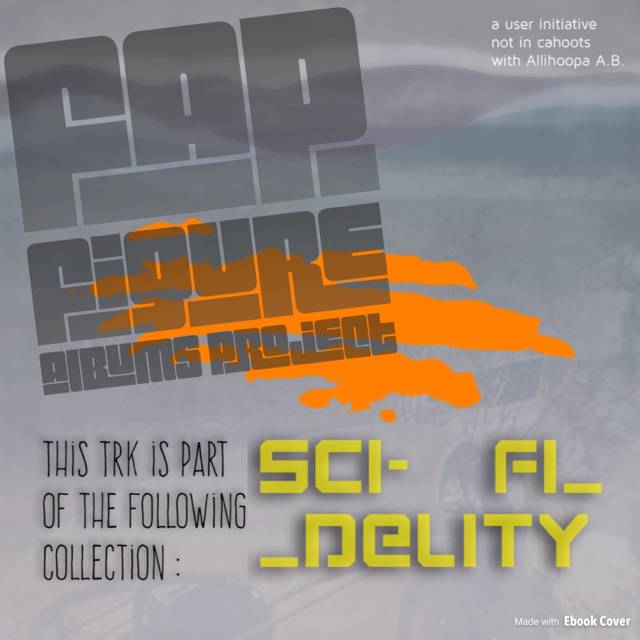 a user initiative
not in cahoots
with Allihoopa A.B.
FAP.
FiGURE
ALBUMS PROJECT
THiS TRK iS PART
OF THE FOLLOWiNG
COLLECTiON :
SCI- FI_
_DELITY
Made with Ebook Cover